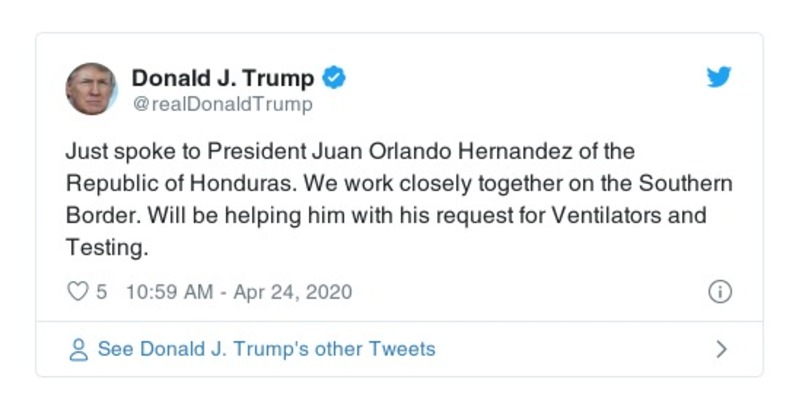 Donald J. Trump
@realDonaldTrump
Just spoke to President Juan Orlando Hernandez of the
Republic of Honduras. We work closely together on the Southern
Border. Will be helping him with his request for Ventilators and
Testing.
5 10:59 AM - Apr 24, 2020
See Donald J. Trump's other Tweets